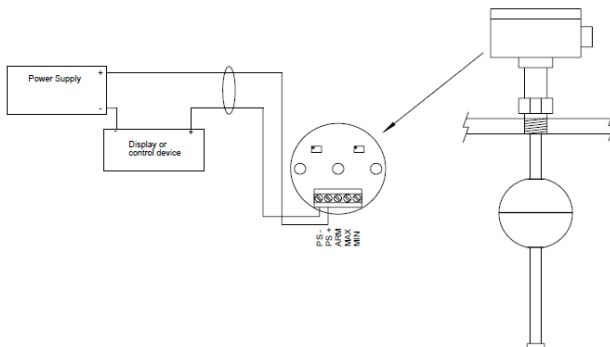 +
Power Supply
-
- +
Display or
control device
PS -
PS +
ARM
MAX
MIN